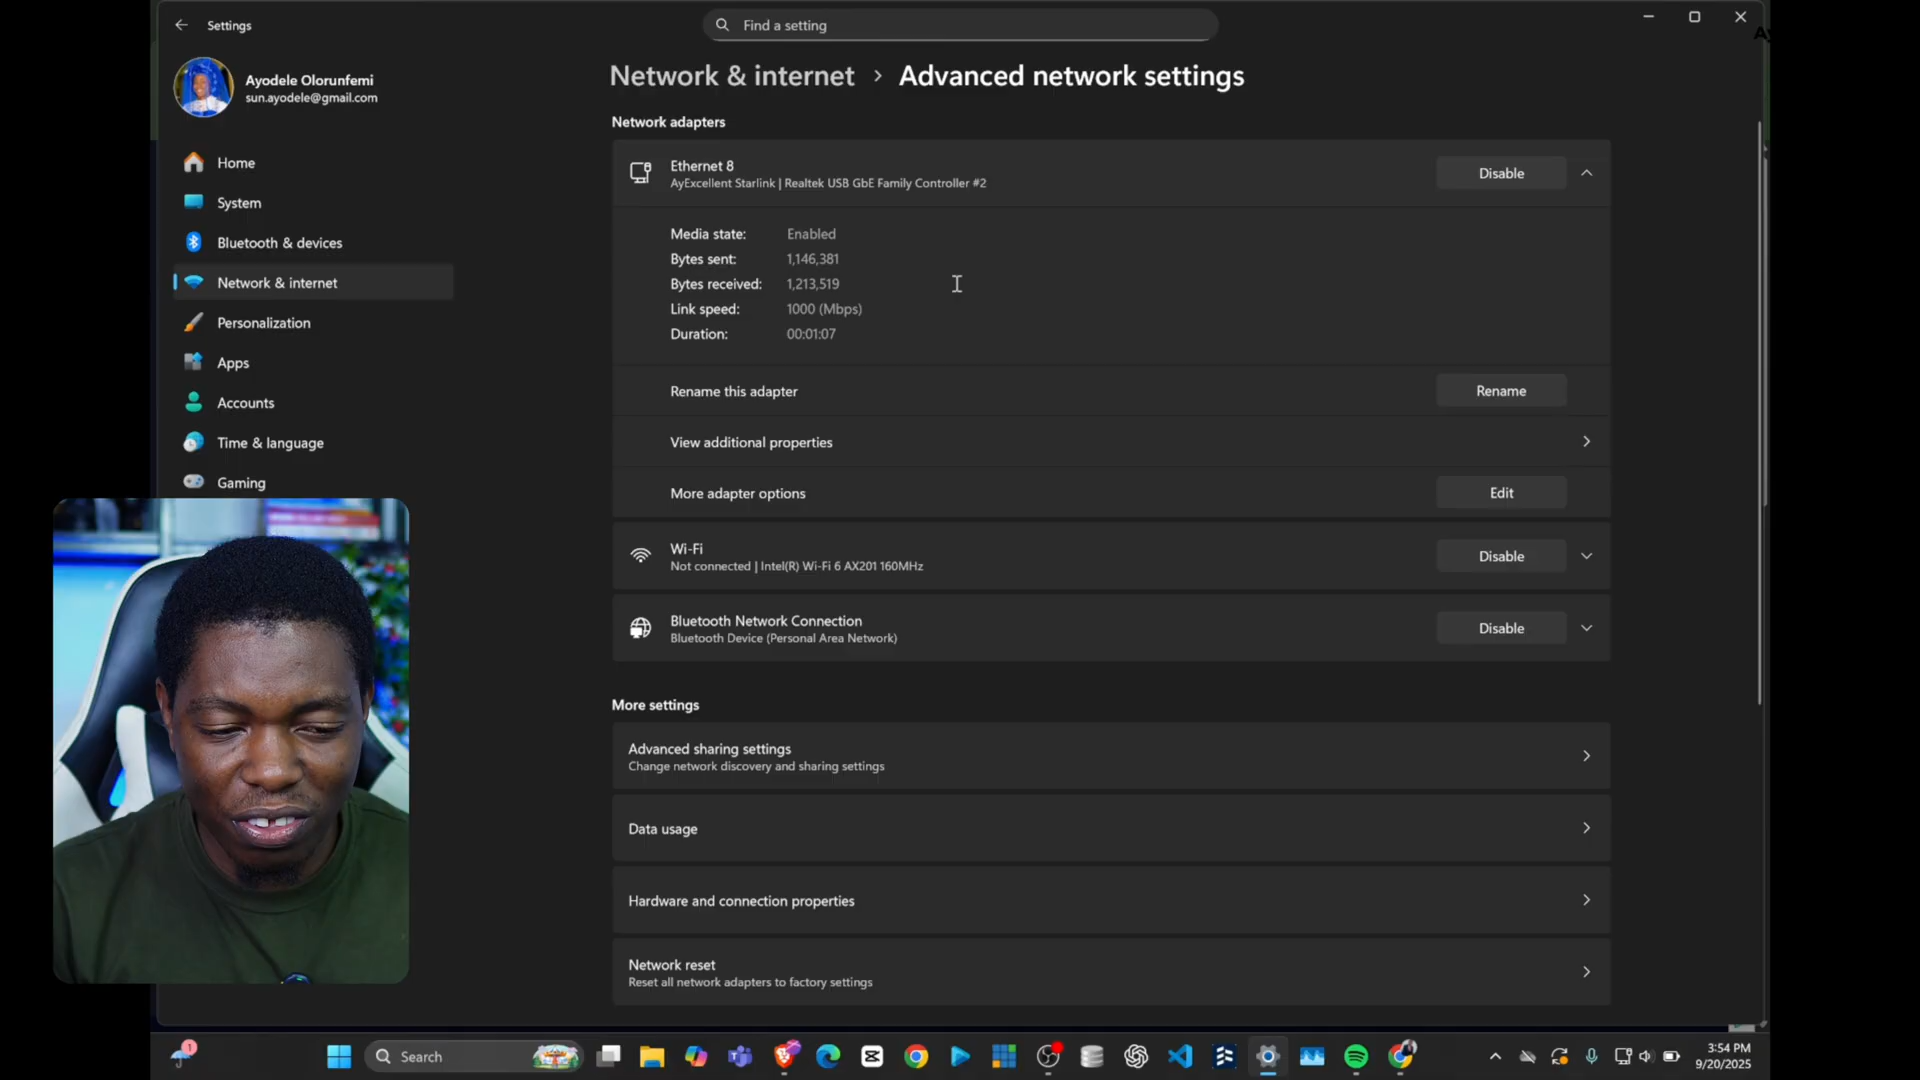 Settings
Find a setting
Ayodele Olorunfemi
sun.ayodele@gmail.com
Home
System
Bluetooth & devices
Network & internet
Personalization
Apps
Accounts
Time & language
Gaming
Network & internet > Advanced network settings
Network adapters
Ethernet 8
AyExcellent Starlink | Realtek USB GbE Family Controller #2
Disable
Media state: Enabled
Bytes sent: 1,146,381
Bytes received: 1,213,519
Link speed: 1000 (Mbps)
Duration: 00:01:07
Rename this adapter
Rename
View additional properties
More adapter options
Edit
Wi-Fi
Not connected | Intel(R) Wi-Fi 6 AX201 160MHz
Disable
Bluetooth Network Connection
Bluetooth Device (Personal Area Network)
Disable
More settings
Advanced sharing settings
Change network discovery and sharing settings
Data usage
Hardware and connection properties
Network reset
Reset all network adapters to factory settings
1
Search
3:54 PM
9/20/2025